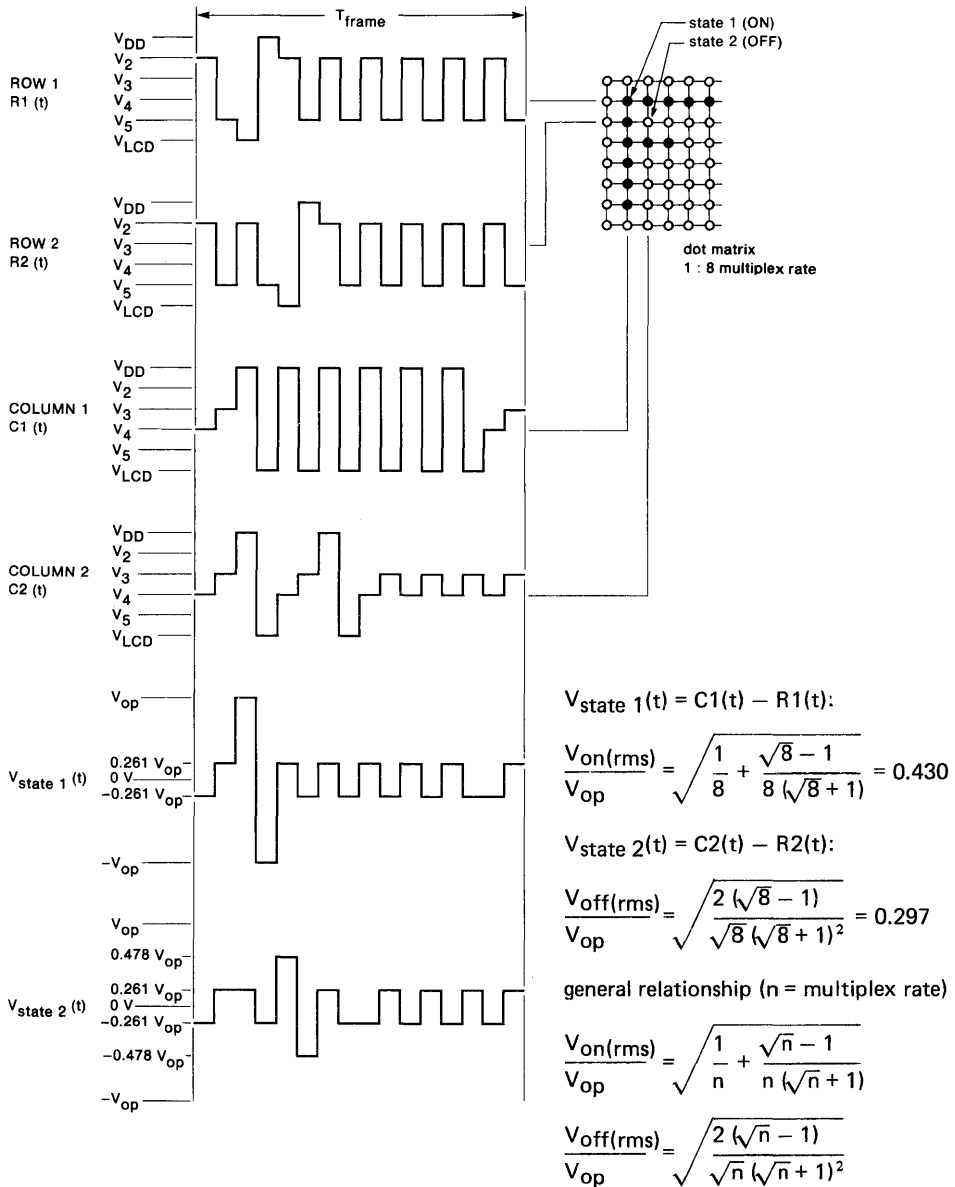 T_frame
state 1 (ON)
state 2 (OFF)
ROW 1
R1 (t)
V_DD
V_2
V_3
V_4
V_5
V_LCD
ROW 2
R2 (t)
V_DD
V_2
V_3
V_4
V_5
V_LCD
dot matrix
1 : 8 multiplex rate
COLUMN 1
C1 (t)
V_DD
V_2
V_3
V_4
V_5
V_LCD
COLUMN 2
C2 (t)
V_DD
V_2
V_3
V_4
V_5
V_LCD
V_state 1 (t)
V_op
0.261 V_op
0 V
-0.261 V_op
-V_op
V_state 2 (t)
V_op
0.478 V_op
0.261 V_op
0 V
-0.261 V_op
-0.478 V_op
-V_op
V_state 1(t) = C1(t) − R1(t):
V_on(rms)/V_op = √(1/8 + (√8 − 1)/(8 (√8 + 1))) = 0.430
V_state 2(t) = C2(t) − R2(t):
V_off(rms)/V_op = √(2 (√8 − 1)/(√8 (√8 + 1)²)) = 0.297
general relationship (n = multiplex rate)
V_on(rms)/V_op = √(1/n + (√n − 1)/(n (√n + 1)))
V_off(rms)/V_op = √(2 (√n − 1)/(√n (√n + 1)²))